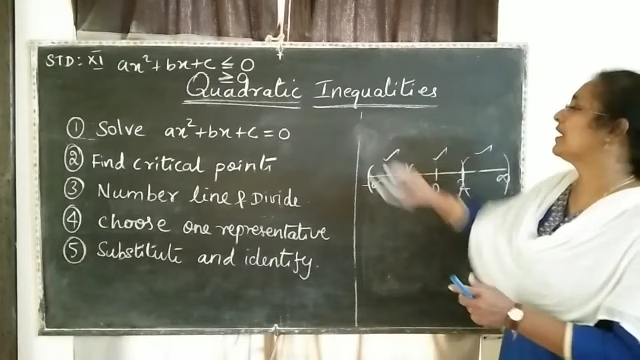 STD: XI ax²+bx+c ≤ 0
≥ 0
Quadratic Inequalities
① Solve ax²+bx+c=0
② Find critical points
③ Number line & Divide
④ choose one representative
⑤ Substitute and identify.